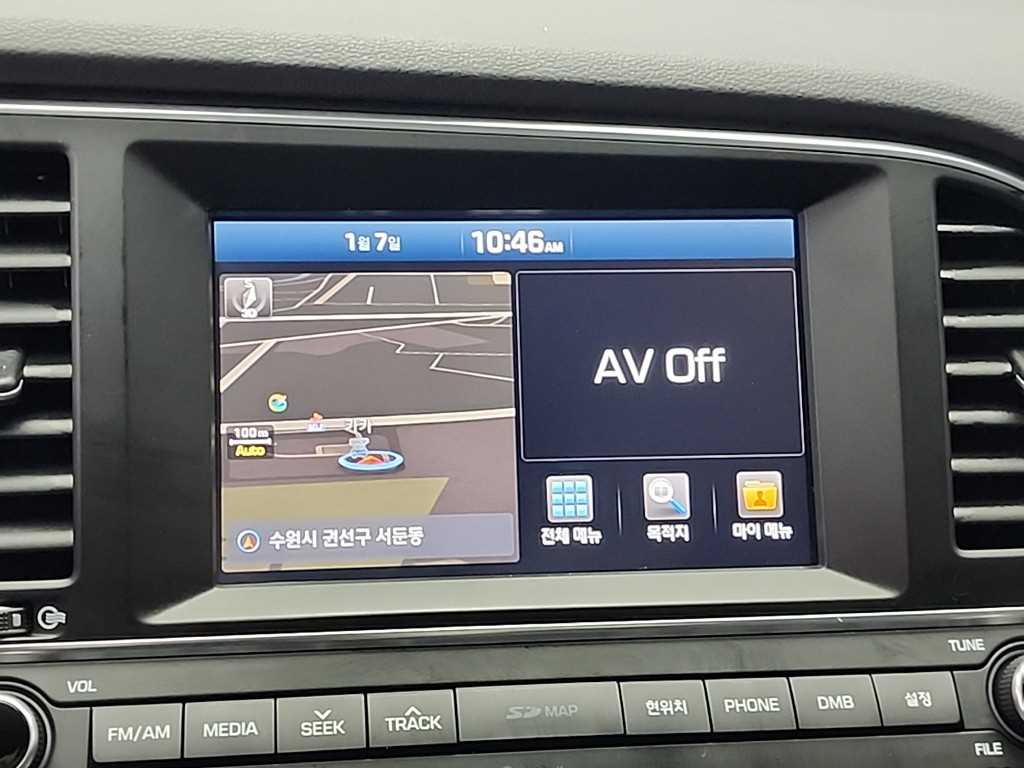 1월 7일 10:46AM
3D
AV Off
100m
Auto
수원시 권선구 서둔동
전체 메뉴 목적지 마이 메뉴
VOL
TUNE
FM/AM MEDIA SEEK TRACK SD MAP 현위치 PHONE DMB 설정
FILE